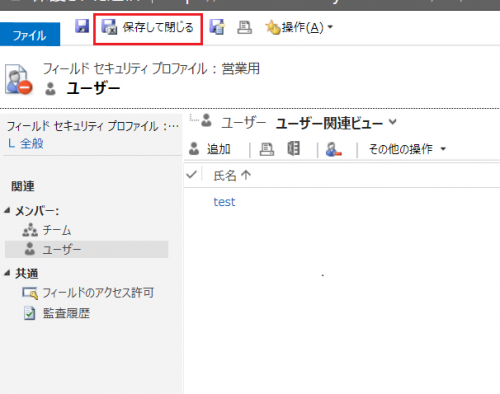 ファイル
保存して閉じる
操作(A)
フィールド セキュリティ プロファイル : 営業用
ユーザー
フィールド セキュリティ プロファイル :…
L 全般
関連
メンバー:
チーム
ユーザー
共通
フィールドのアクセス許可
監査履歴
ユーザー ユーザー関連ビュー
追加
その他の操作
氏名
test